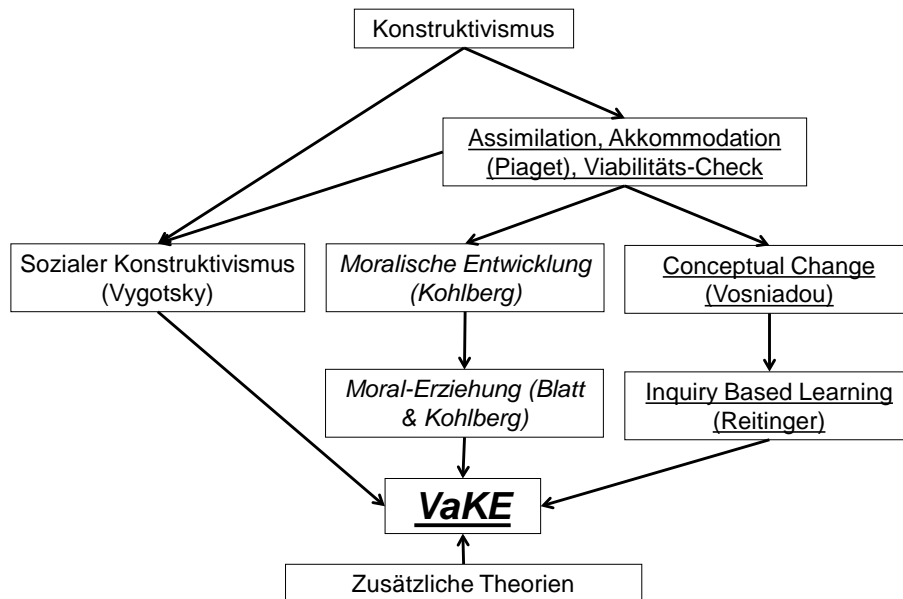 Konstruktivismus
Assimilation, Akkommodation
(Piaget), Viabilitäts-Check
Sozialer Konstruktivismus
(Vygotsky)
Moralische Entwicklung
(Kohlberg)
Conceptual Change
(Vosniadou)
Moral-Erziehung (Blatt
& Kohlberg)
Inquiry Based Learning
(Reitinger)
VaKE
Zusätzliche Theorien